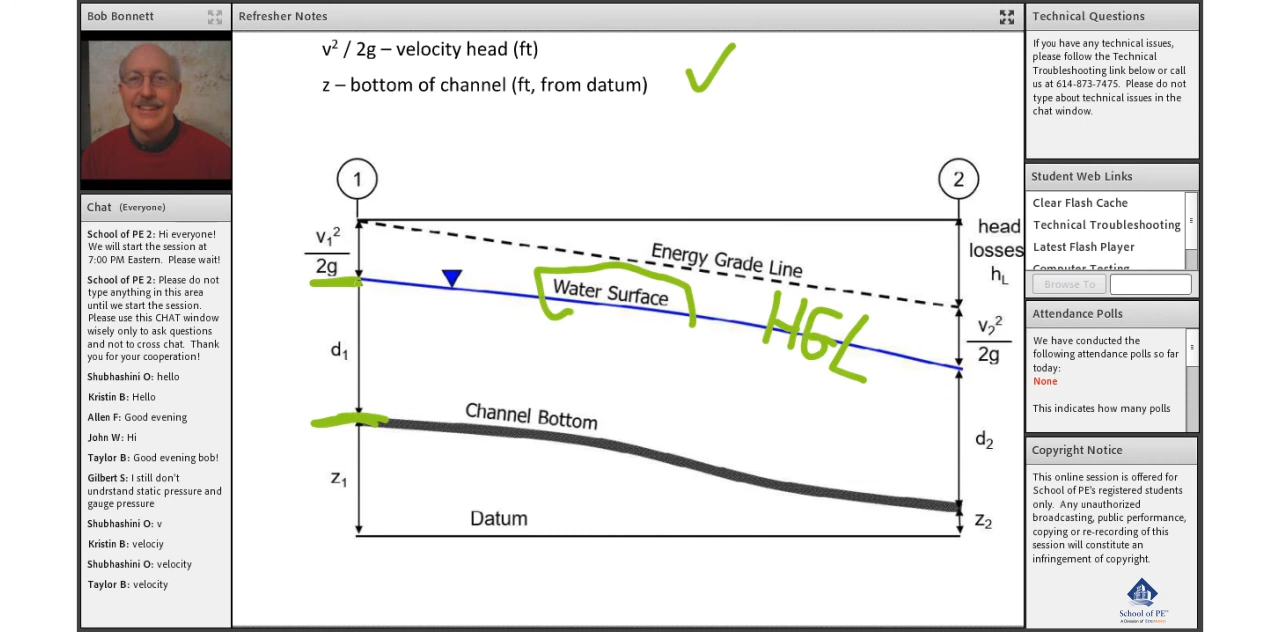 Bob Bonnett
Chat (Everyone)
School of PE 2: Hi everyone!
We will start the session at
7:00 PM Eastern. Please wait!
School of PE 2: Please do not
type anything in this area
until we start the session.
Please use this CHAT window
wisely only to ask questions
and not to cross chat. Thank
you for your cooperation!
Shubhashini O: hello
Kristin B: Hello
Allen F: Good evening
John W: Hi
Taylor B: Good evening bob!
Gilbert S: I still don't
undrstand static pressure and
gauge pressure
Shubhashini O: v
Kristin B: velociy
Shubhashini O: velocity
Taylor B: velocity
Refresher Notes
v² / 2g – velocity head (ft)
z – bottom of channel (ft, from datum)
1
2
v₁²
2g
d₁
z₁
Energy Grade Line
Water Surface
HGL
Channel Bottom
Datum
head
losses
hL
v₂²
2g
d₂
z₂
Technical Questions
If you have any technical issues,
please follow the Technical
Troubleshooting link below or call
us at 614-873-7475. Please do not
type about technical issues in the
chat window.
Student Web Links
Clear Flash Cache
Technical Troubleshooting
Latest Flash Player
Computer Testing
Browse To
Attendance Polls
We have conducted the
following attendance polls so far
today:
None
This indicates how many polls
Copyright Notice
This online session is offered for
School of PE's registered students
only. Any unauthorized
broadcasting, public performance,
copying or re-recording of this
session will constitute an
infringement of copyright.
School of PE™